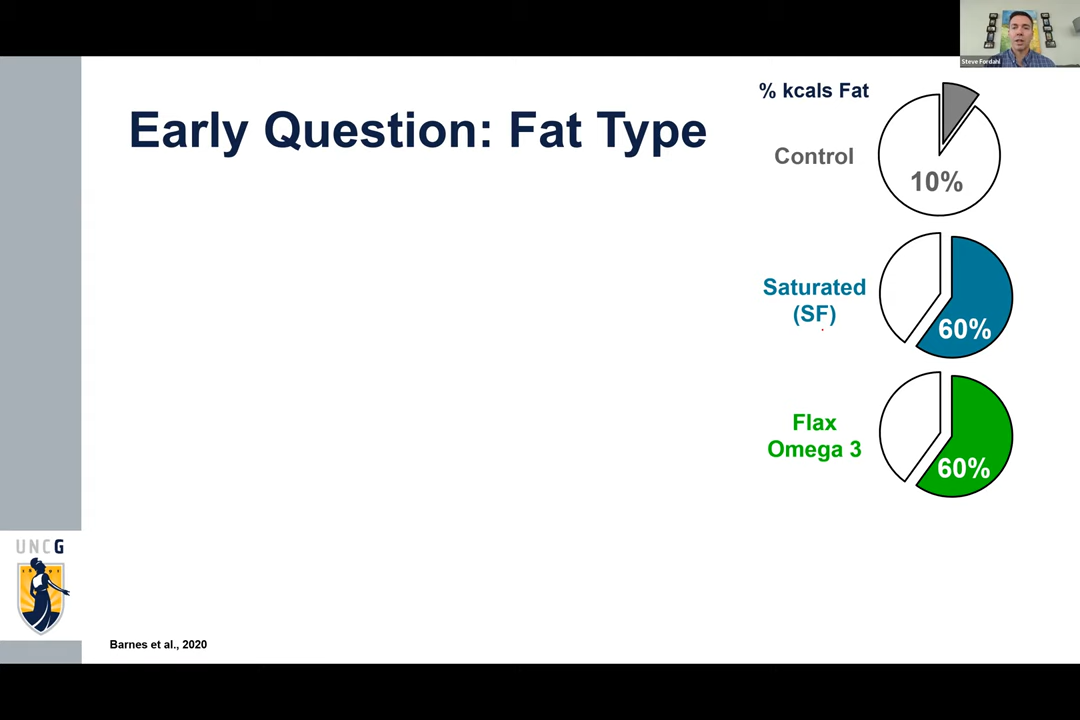 Steve Fordahl
% kcals Fat
Early Question: Fat Type
Control
10%
Saturated
(SF)
60%
Flax
Omega 3
60%
UNCG
Barnes et al., 2020